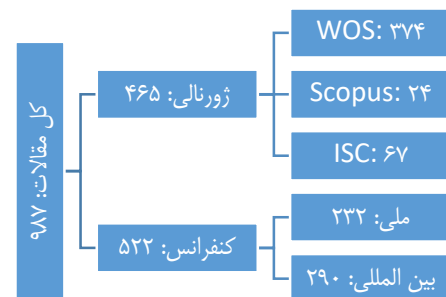 کل مقالات: ۹۸۷
ژورنالی: ۴۶۵
WOS: ۳۷۴
Scopus: ۲۴
ISC: ۶۷
کنفرانس: ۵۲۲
ملی: ۲۳۲
بین المللی: ۲۹۰